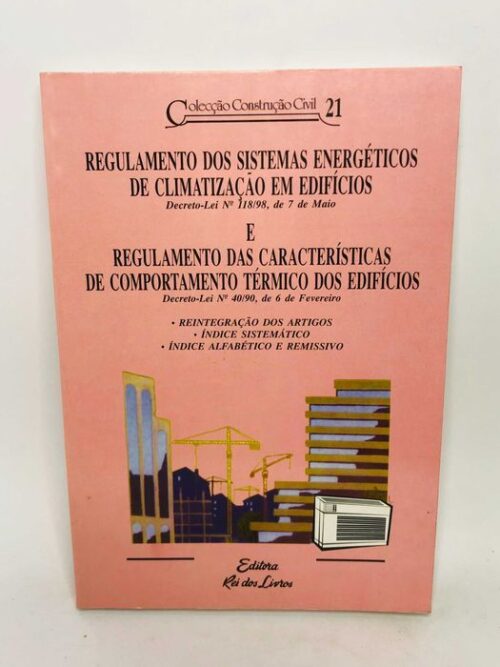 Colecção Construção Civil 21
REGULAMENTO DOS SISTEMAS ENERGÉTICOS
DE CLIMATIZAÇÃO EM EDIFÍCIOS
Decreto-Lei Nº 118/98, de 7 de Maio
E
REGULAMENTO DAS CARACTERÍSTICAS
DE COMPORTAMENTO TÉRMICO DOS EDIFÍCIOS
Decreto-Lei Nº 40/90, de 6 de Fevereiro
• REINTEGRAÇÃO DOS ARTIGOS
• ÍNDICE SISTEMÁTICO
• ÍNDICE ALFABÉTICO E REMISSIVO
Editora
Rei dos Livros